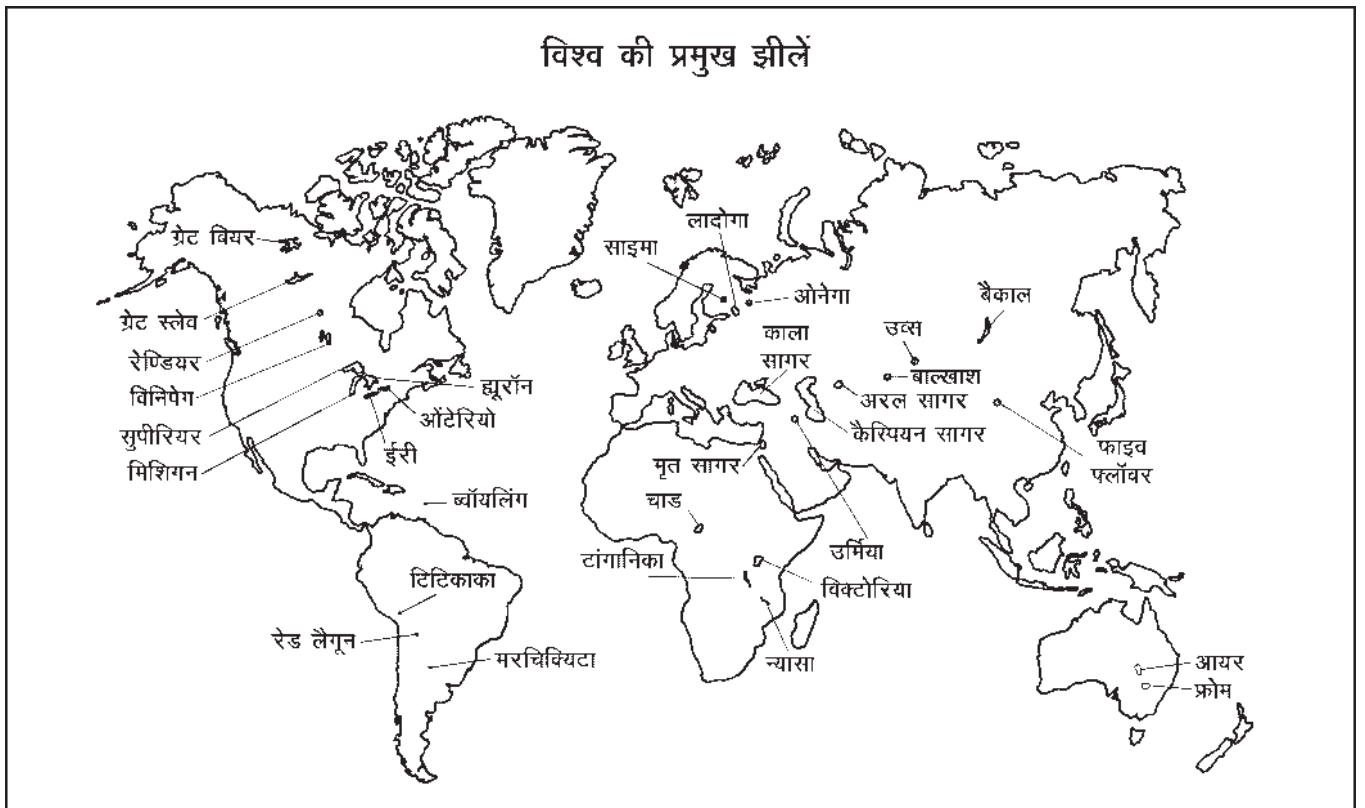 विश्व की प्रमुख झीलें
ग्रेट बियर
ग्रेट स्लेव
रेण्डियर
विनिपेग
सुपीरियर
मिशिगन
ह्यूरॉन
ओंटेरियो
ईरी
ब्वॉयलिंग
टिटिकाका
रेड लैगून
मरचिक्यिटा
लादोगा
साइमा
ओनेगा
काला
सागर
उव्स
बैकाल
बाल्खाश
अरल सागर
कैस्पियन सागर
मृत सागर
फाइव
फ्लॉवर
चाड
उर्मिया
टांगानिका
विक्टोरिया
न्यासा
आयर
फ्रोम